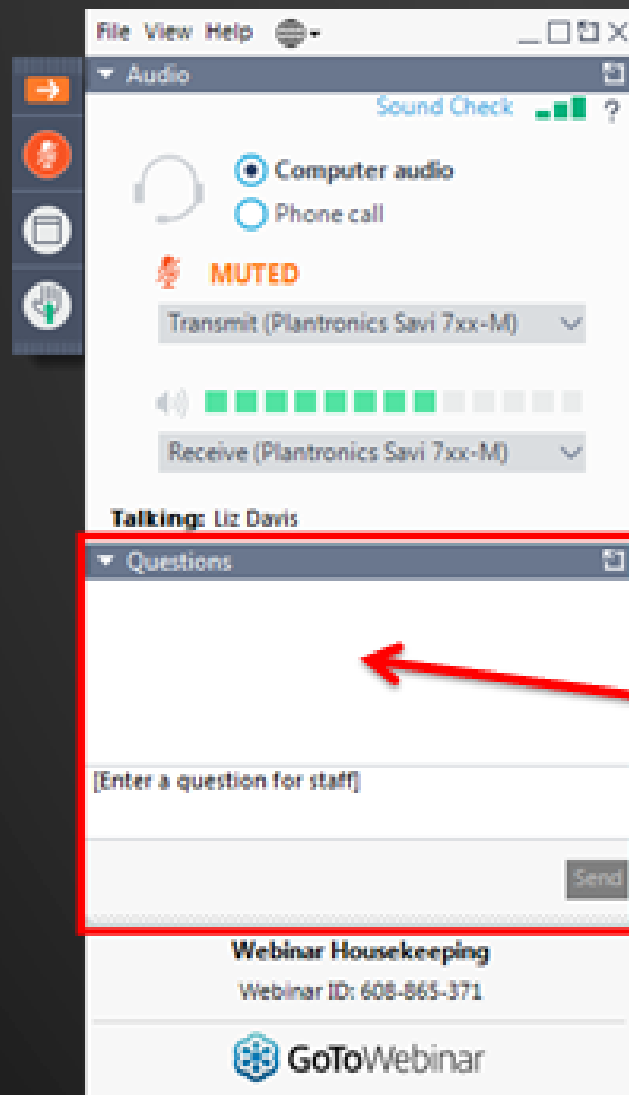 File View Help
Audio
Sound Check ?
Computer audio
Phone call
MUTED
Transmit (Plantronics Savi 7xx-M)
Receive (Plantronics Savi 7xx-M)
Talking: Liz Davis
Questions
[Enter a question for staff]
Send
Webinar Housekeeping
Webinar ID: 608-865-371
GoToWebinar